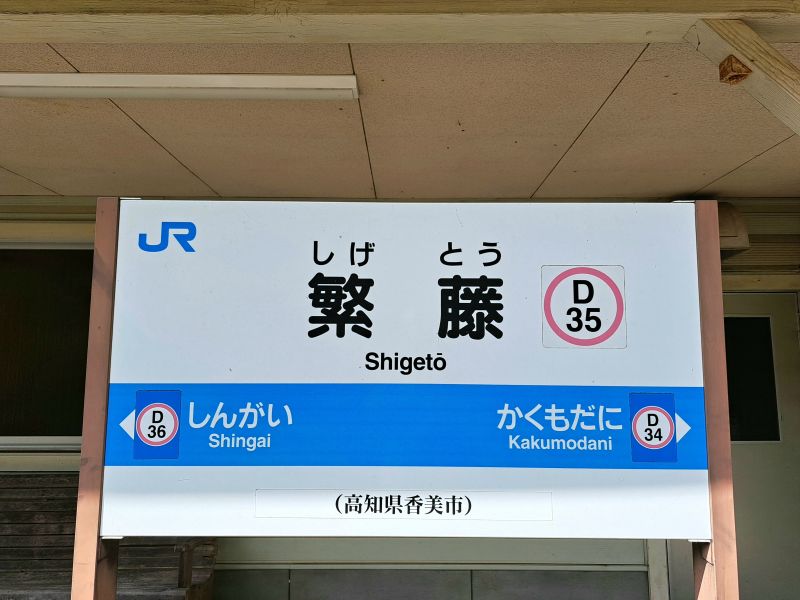 JR
しげ とう
繁 藤
Shigetō
D
35
D
36
しんがい
Shingai
かくもだに
Kakumodani
D
34
(高知県香美市)